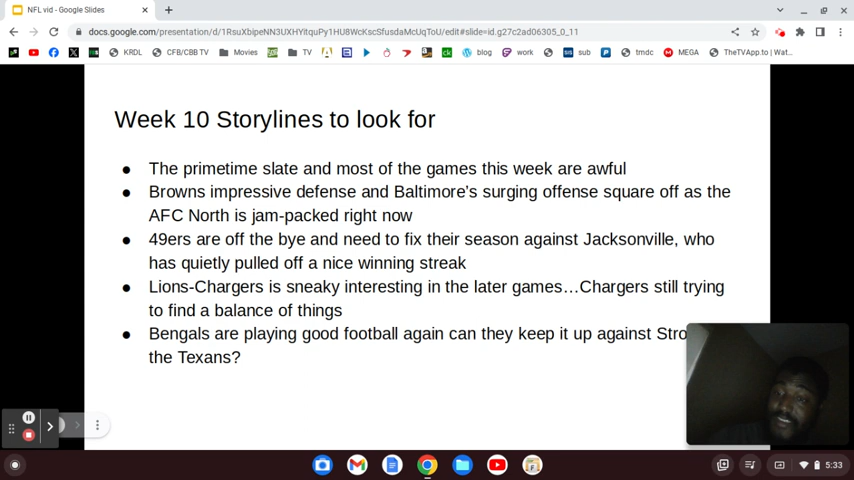 NFL vid - Google Slides
docs.google.com/presentation/d/1RsuXbipeNN3UXHYitquPy1HU8WcKscSfusdaMcUqToU/edit#slide=id.g27c2ad06305_0_11
KRDL CFB/CBB TV Movies TV blog work sub tmdc MEGA TheTVApp.to | Wat...
Week 10 Storylines to look for
● The primetime slate and most of the games this week are awful
● Browns impressive defense and Baltimore's surging offense square off as the
AFC North is jam-packed right now
● 49ers are off the bye and need to fix their season against Jacksonville, who
has quietly pulled off a nice winning streak
● Lions-Chargers is sneaky interesting in the later games…Chargers still trying
to find a balance of things
● Bengals are playing good football again can they keep it up against Stro
the Texans?
5:33